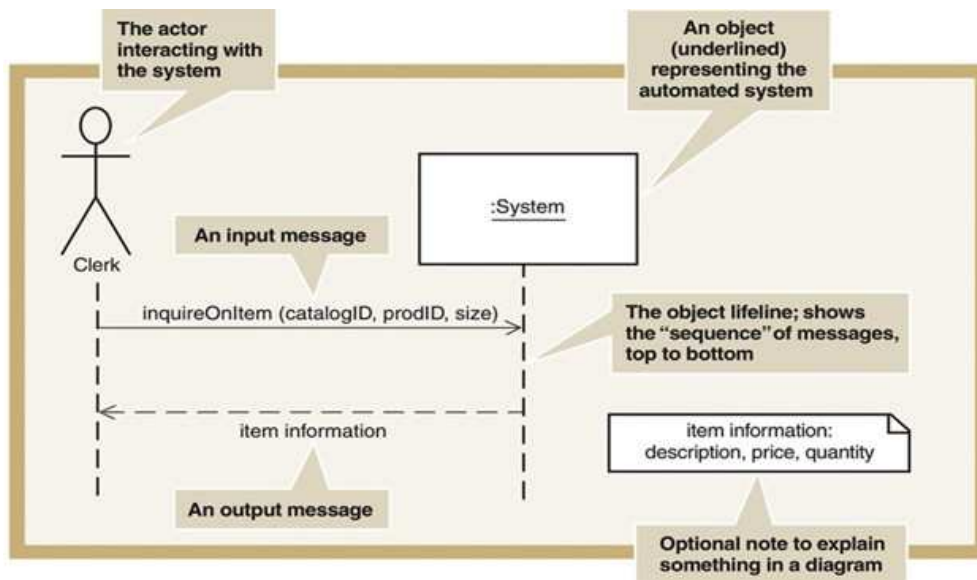 The actor
interacting with
the system
An object
(underlined)
representing the
automated system
:System
An input message
Clerk
inquireOnItem (catalogID, prodID, size)
The object lifeline; shows
the “sequence” of messages,
top to bottom
item information
item information:
description, price, quantity
An output message
Optional note to explain
something in a diagram